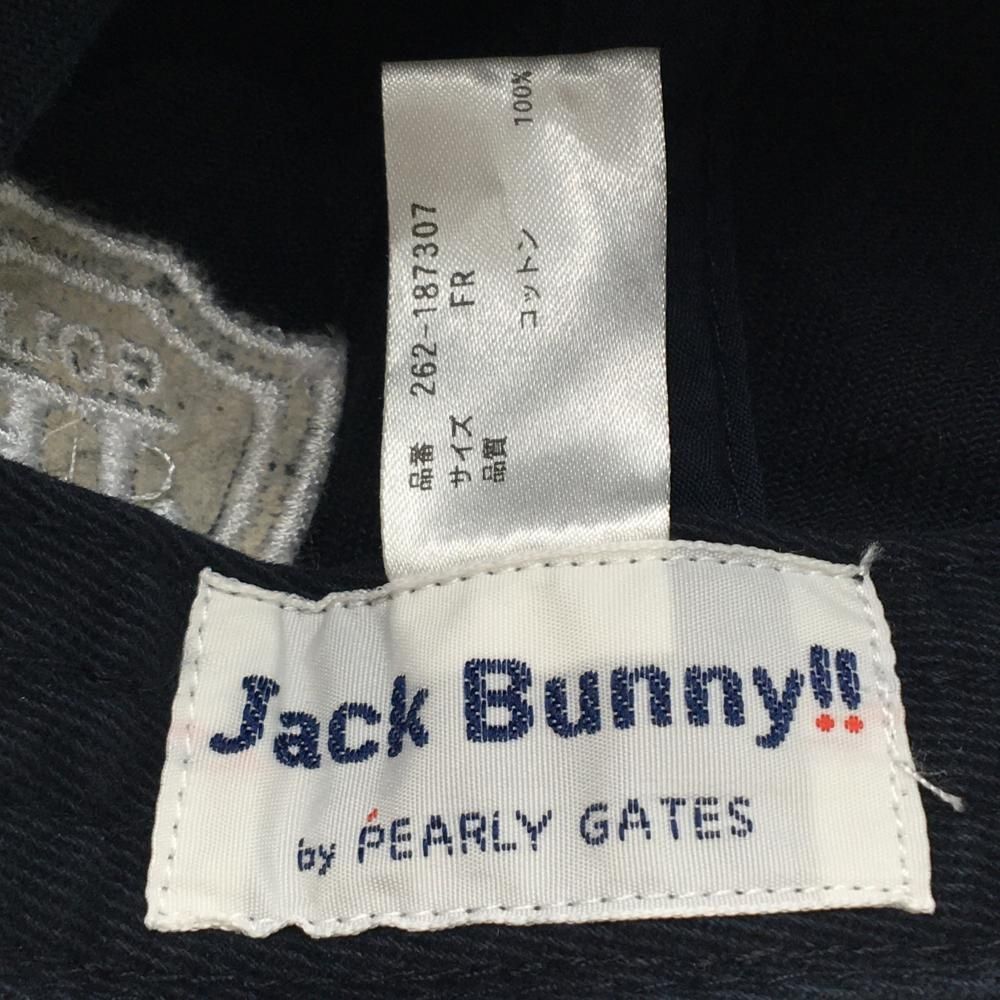 品番 262-187307
サイズ FR
品質 コットン 100%
Jack Bunny!!
by PEARLY GATES